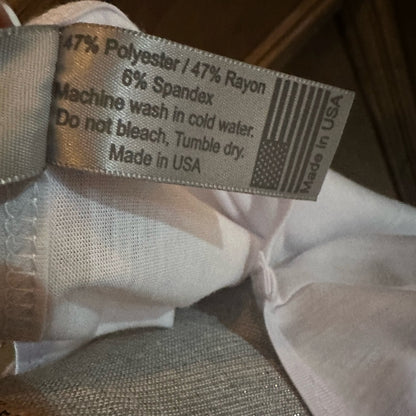 47% Polyester / 47% Rayon
6% Spandex
Machine wash in cold water.
Do not bleach, Tumble dry.
Made in USA
Made in USA